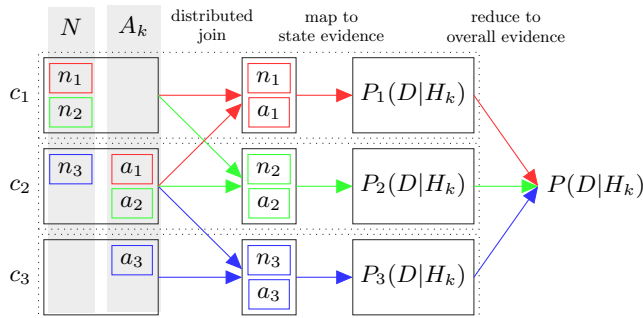 N A_k distributed join map to state evidence reduce to overall evidence
c_1 n_1 n_2 n_1 a_1 P_1(D|H_k)
c_2 n_3 a_1 a_2 n_2 a_2 P_2(D|H_k) P(D|H_k)
c_3 a_3 n_3 a_3 P_3(D|H_k)